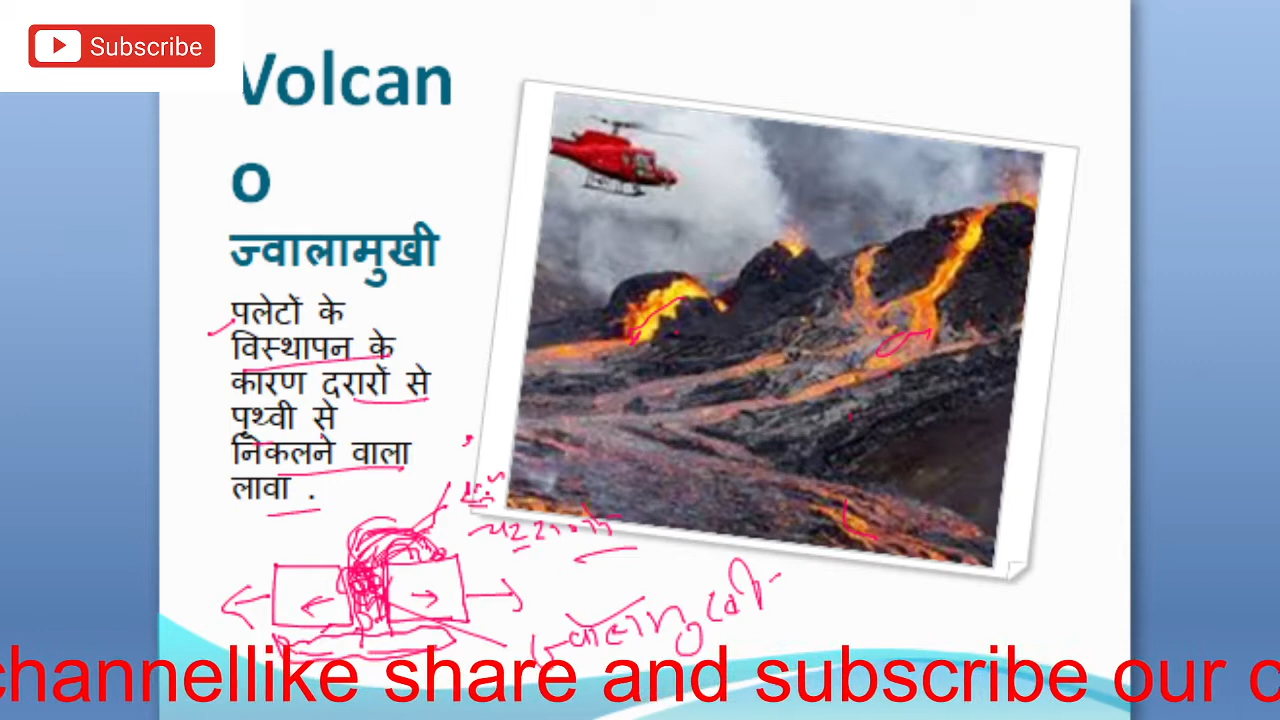 Subscribe
Volcan
o
ज्वालामुखी
पलेटों के
विस्थापन के
कारण दरारों से
पृथ्वी से
निकलने वाला
लावा .
channellike share and subscribe our c